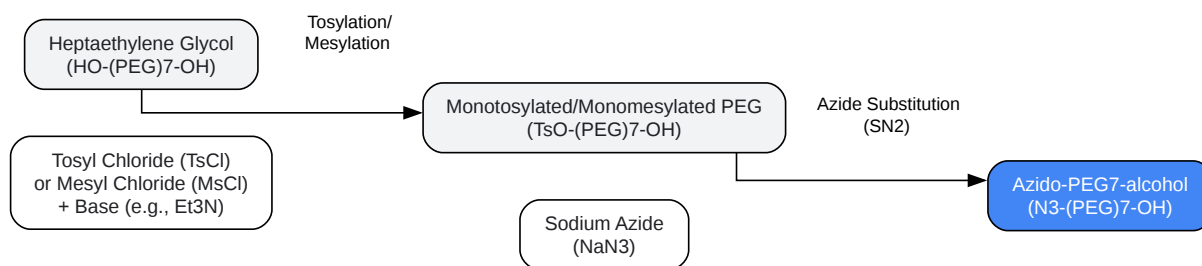 Heptaethylene Glycol
(HO-(PEG)7-OH)
Tosylation/
Mesylation
Tosyl Chloride (TsCl)
or Mesyl Chloride (MsCl)
+ Base (e.g., Et3N)
Monotosylated/Monomesylated PEG
(TsO-(PEG)7-OH)
Azide Substitution
(SN2)
Sodium Azide
(NaN3)
Azido-PEG7-alcohol
(N3-(PEG)7-OH)